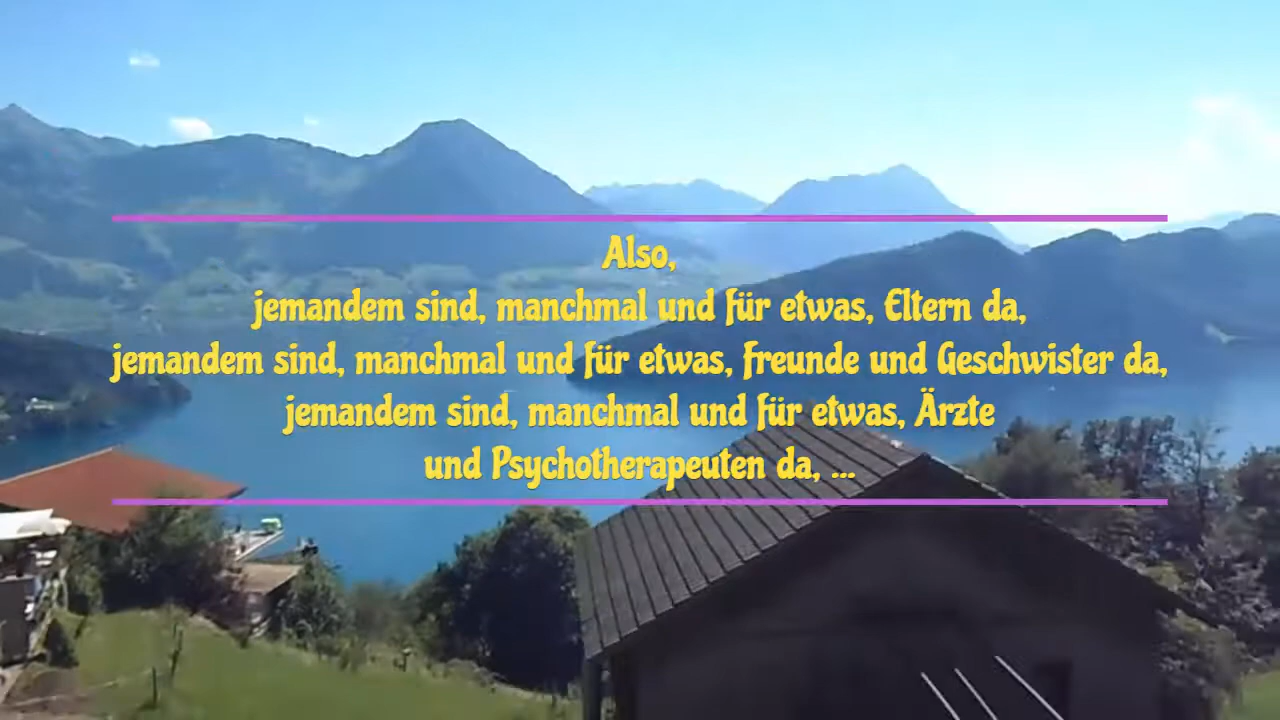 Also,
jemandem sind, manchmal und für etwas, Eltern da,
jemandem sind, manchmal und für etwas, Freunde und Geschwister da,
jemandem sind, manchmal und für etwas, Ärzte
und Psychotherapeuten da, ...